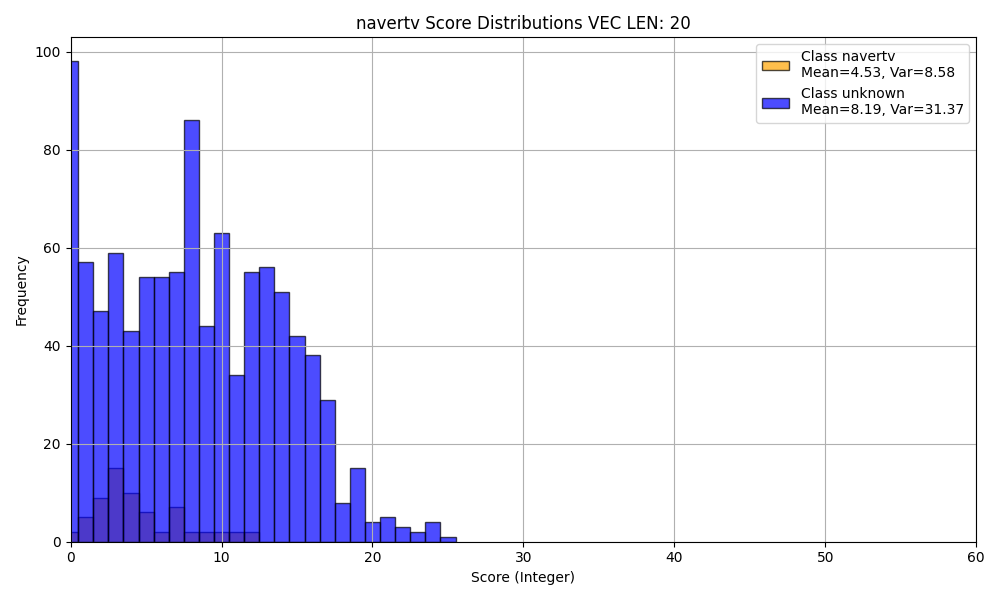 navertv Score Distributions VEC LEN: 20
Class navertv
Mean=4.53, Var=8.58
Class unknown
Mean=8.19, Var=31.37
Frequency
100
80
60
40
20
0
0 10 20 30 40 50 60
Score (Integer)